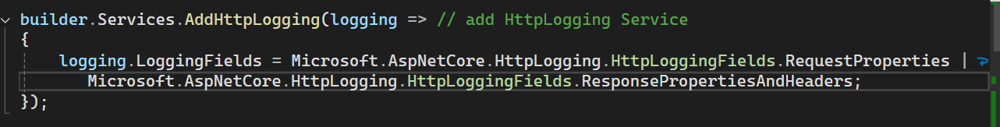 builder.Services.AddHttpLogging(logging => // add HttpLogging Service
{
logging.LoggingFields = Microsoft.AspNetCore.HttpLogging.HttpLoggingFields.RequestProperties |
Microsoft.AspNetCore.HttpLogging.HttpLoggingFields.ResponsePropertiesAndHeaders;
});